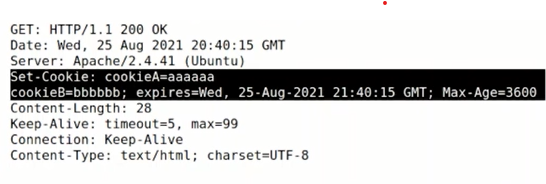 GET: HTTP/1.1 200 OK
Date: Wed, 25 Aug 2021 20:40:15 GMT
Server: Apache/2.4.41 (Ubuntu)
Set-Cookie: cookieA=aaaaaa
cookieB=bbbbbb; expires=Wed, 25-Aug-2021 21:40:15 GMT; Max-Age=3600
Content-Length: 28
Keep-Alive: timeout=5, max=99
Connection: Keep-Alive
Content-Type: text/html; charset=UTF-8